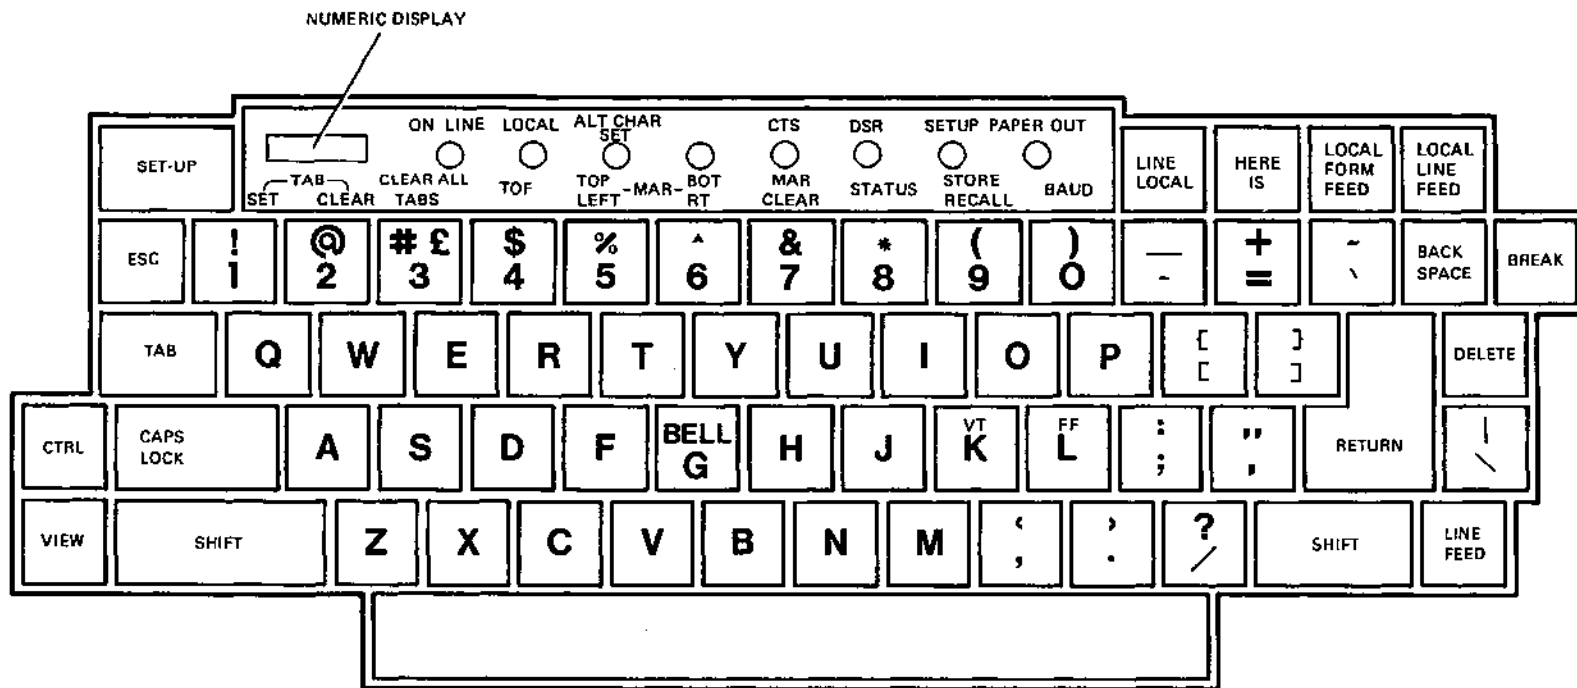 NUMERIC DISPLAY
SET-UP
ON LINE LOCAL ALT CHAR SET CTS DSR SETUP PAPER OUT
TAB
SET CLEAR
CLEAR ALL TABS
TOF
TOP LEFT -MAR- BOT RT
MAR CLEAR
STATUS
STORE RECALL
BAUD
LINE LOCAL
HERE IS
LOCAL FORM FEED
LOCAL LINE FEED
ESC ! 1 @ 2 # £ 3 $ 4 % 5 ^ 6 & 7 * 8 ( 9 ) 0 — - + = ~ ` BACK SPACE BREAK
TAB Q W E R T Y U I O P { [ } ] DELETE
CTRL CAPS LOCK A S D F BELL G H J VT K FF L : ; " ' RETURN | \
VIEW SHIFT Z X C V B N M ‹ , › . ? / SHIFT LINE FEED